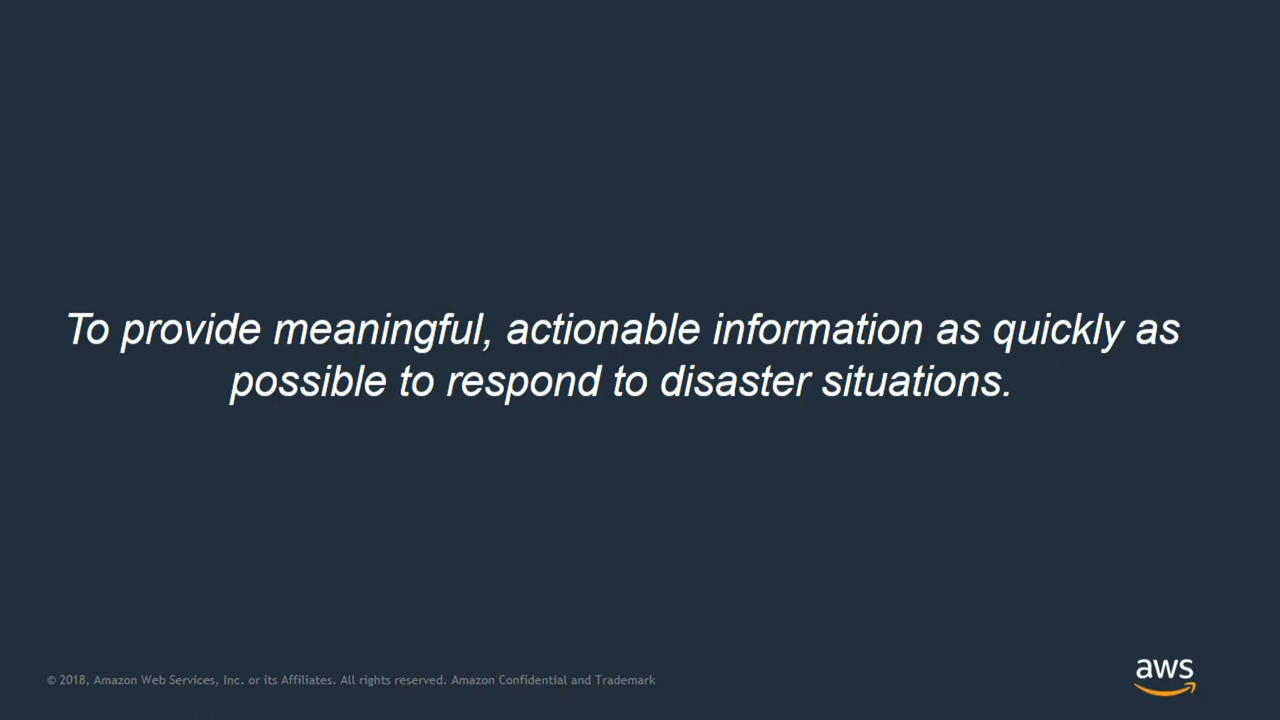 To provide meaningful, actionable information as quickly as
possible to respond to disaster situations.
© 2018, Amazon Web Services, Inc. or its Affiliates. All rights reserved. Amazon Confidential and Trademark
aws